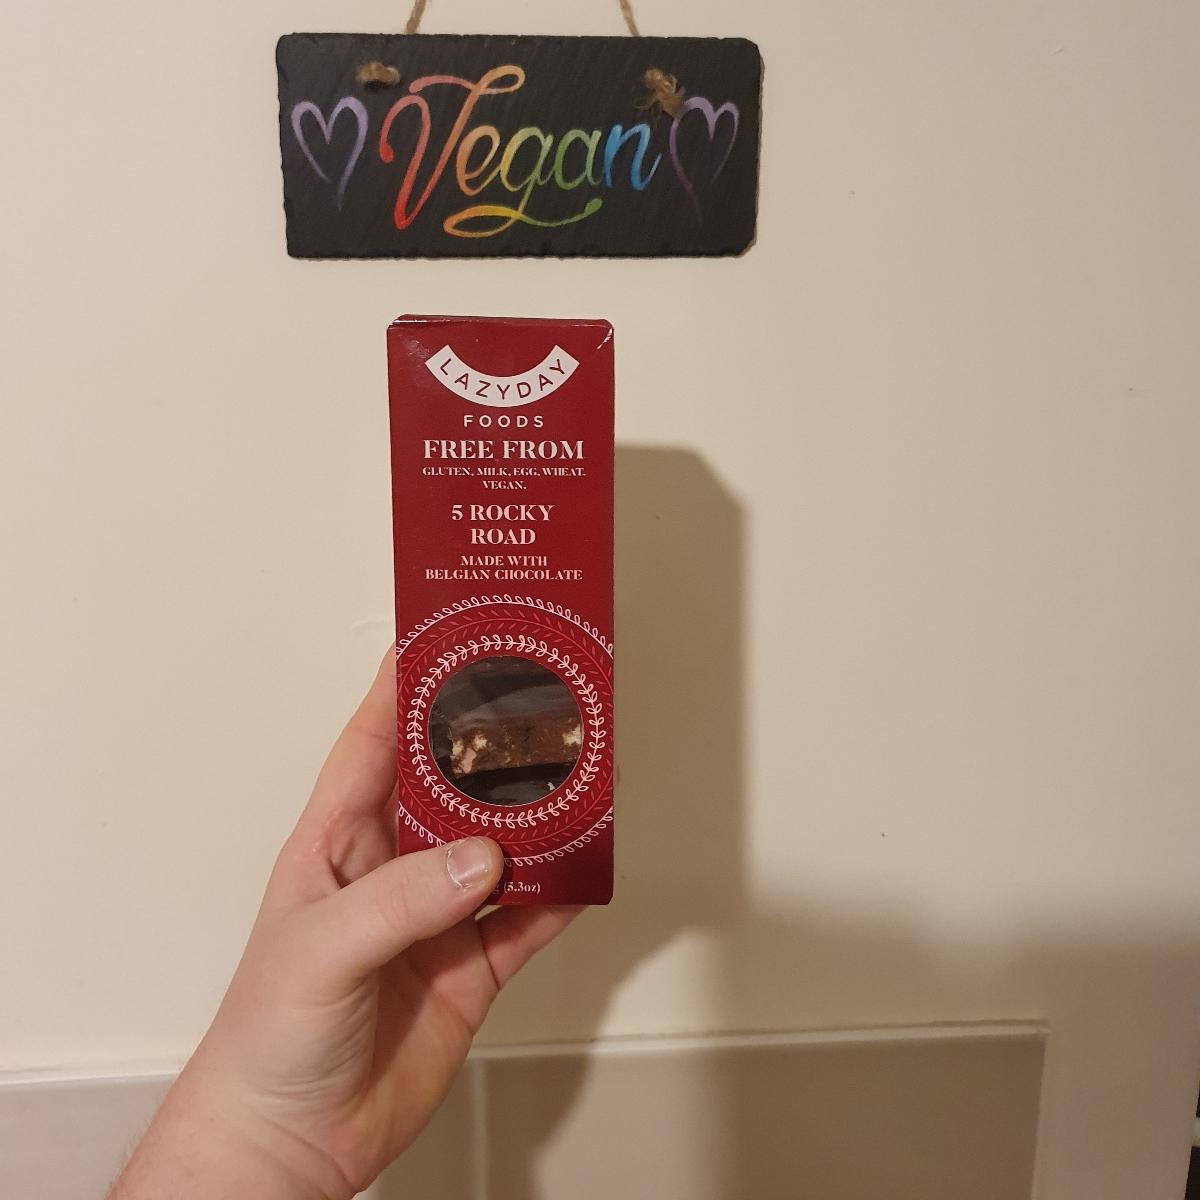 Vegan
LAZYDAY
FOODS
FREE FROM
GLUTEN, MILK, EGG, WHEAT.
VEGAN.
5 ROCKY
ROAD
MADE WITH
BELGIAN CHOCOLATE
(5.3oz)